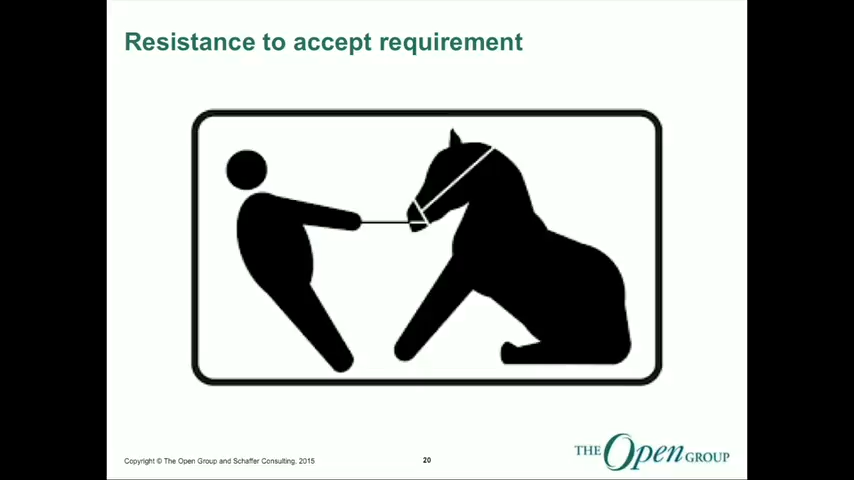 Resistance to accept requirement
Copyright © The Open Group and Schaffer Consulting, 2015
20
THE Open GROUP